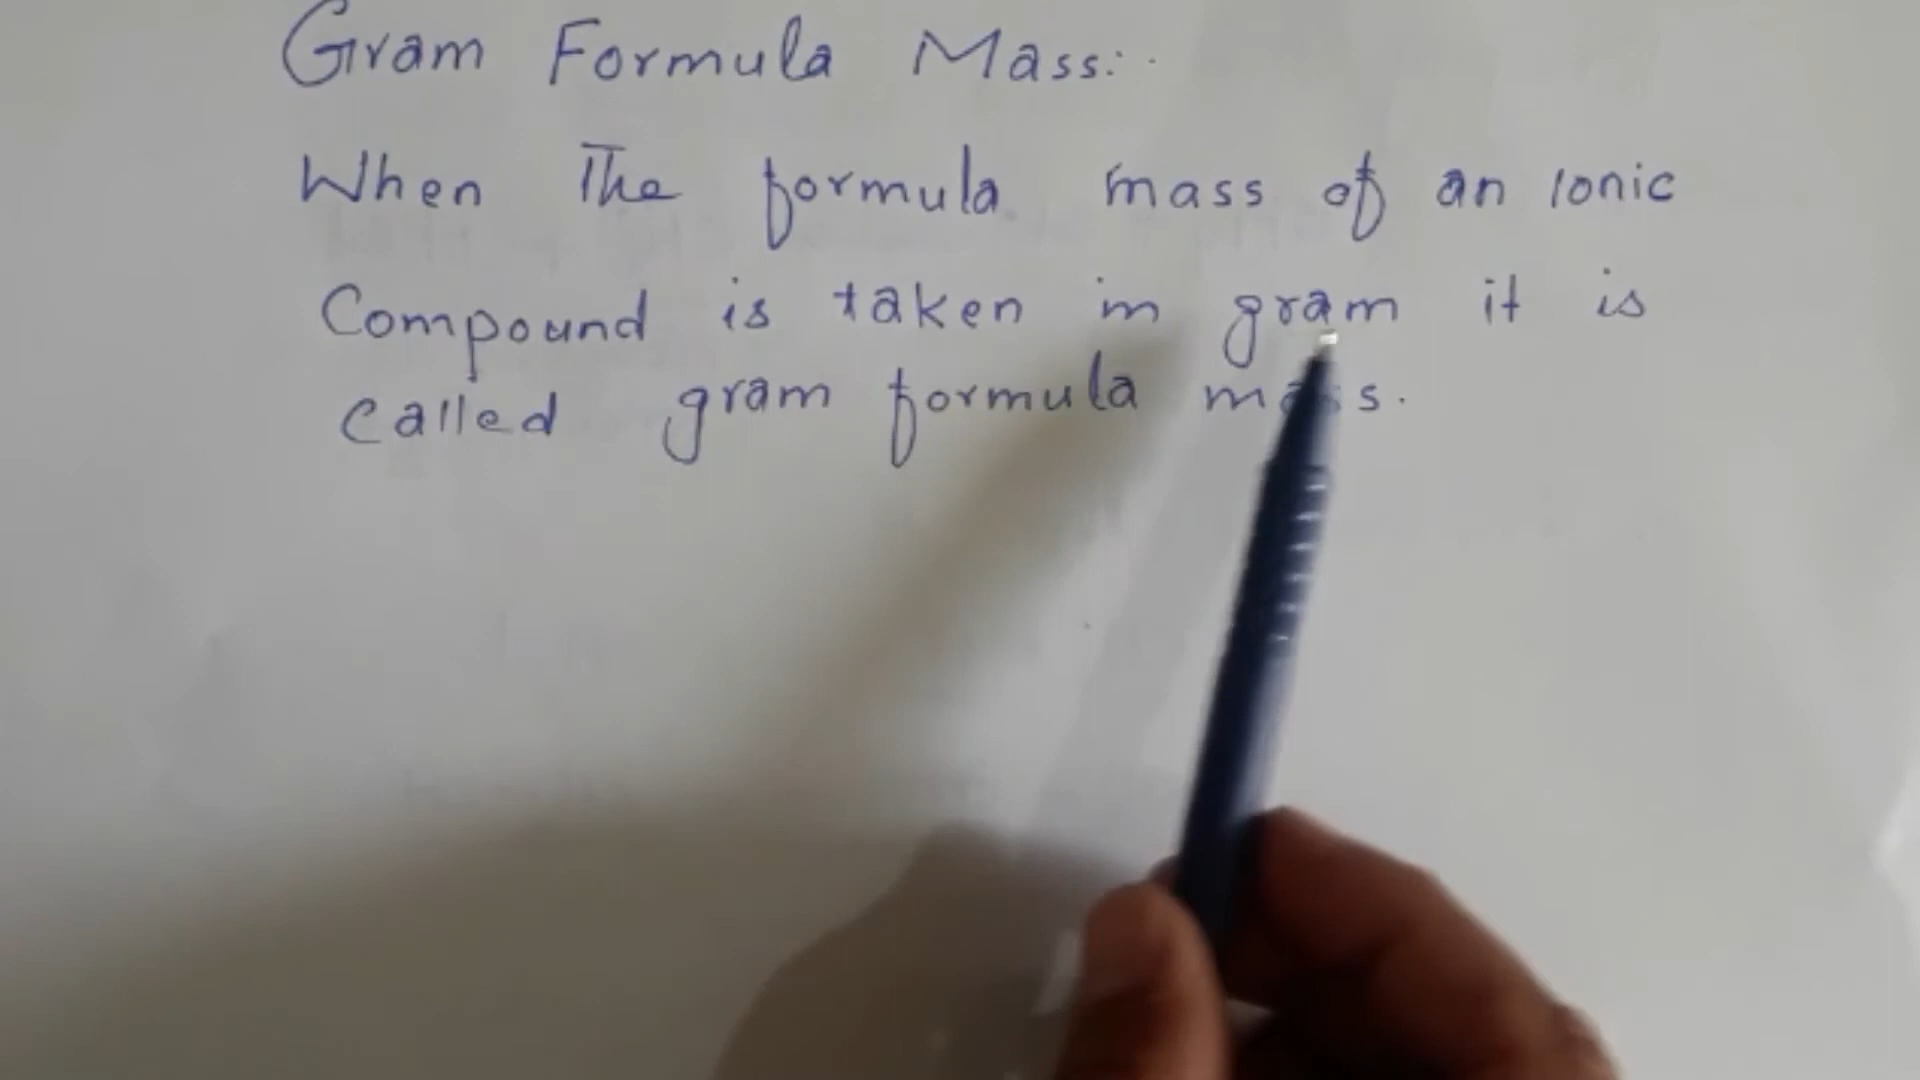 Gram Formula Mass:-
When The formula mass of an Ionic
Compound is taken in gram it is
called gram formula mass.